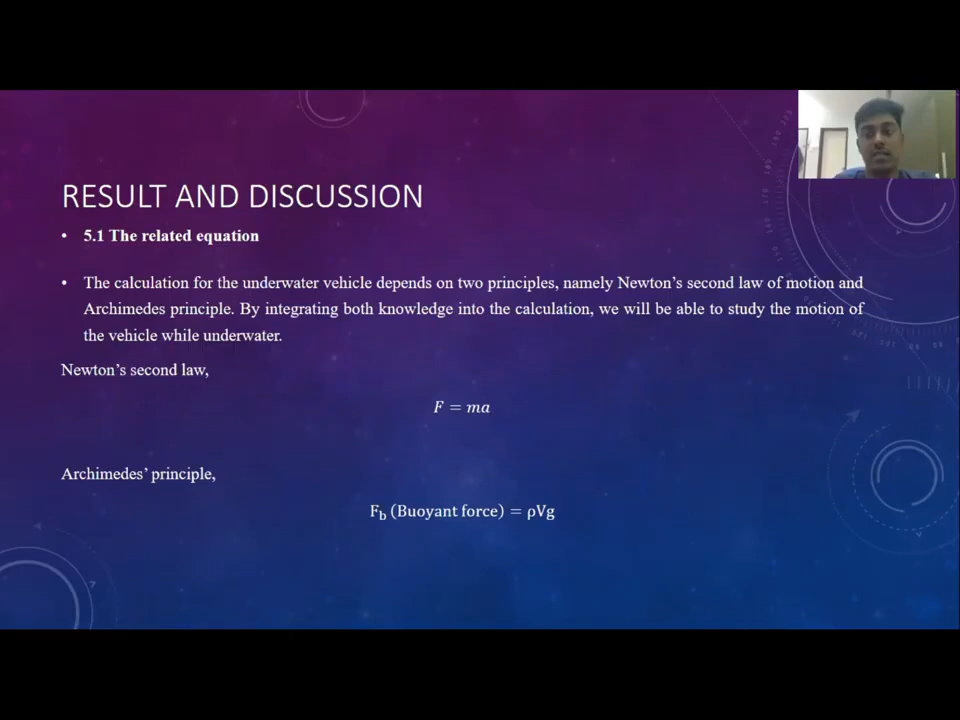 RESULT AND DISCUSSION
• 5.1 The related equation
• The calculation for the underwater vehicle depends on two principles, namely Newton's second law of motion and
Archimedes principle. By integrating both knowledge into the calculation, we will be able to study the motion of
the vehicle while underwater.
Newton's second law,
F = ma
Archimedes' principle,
F_b (Buoyant force) = ρVg